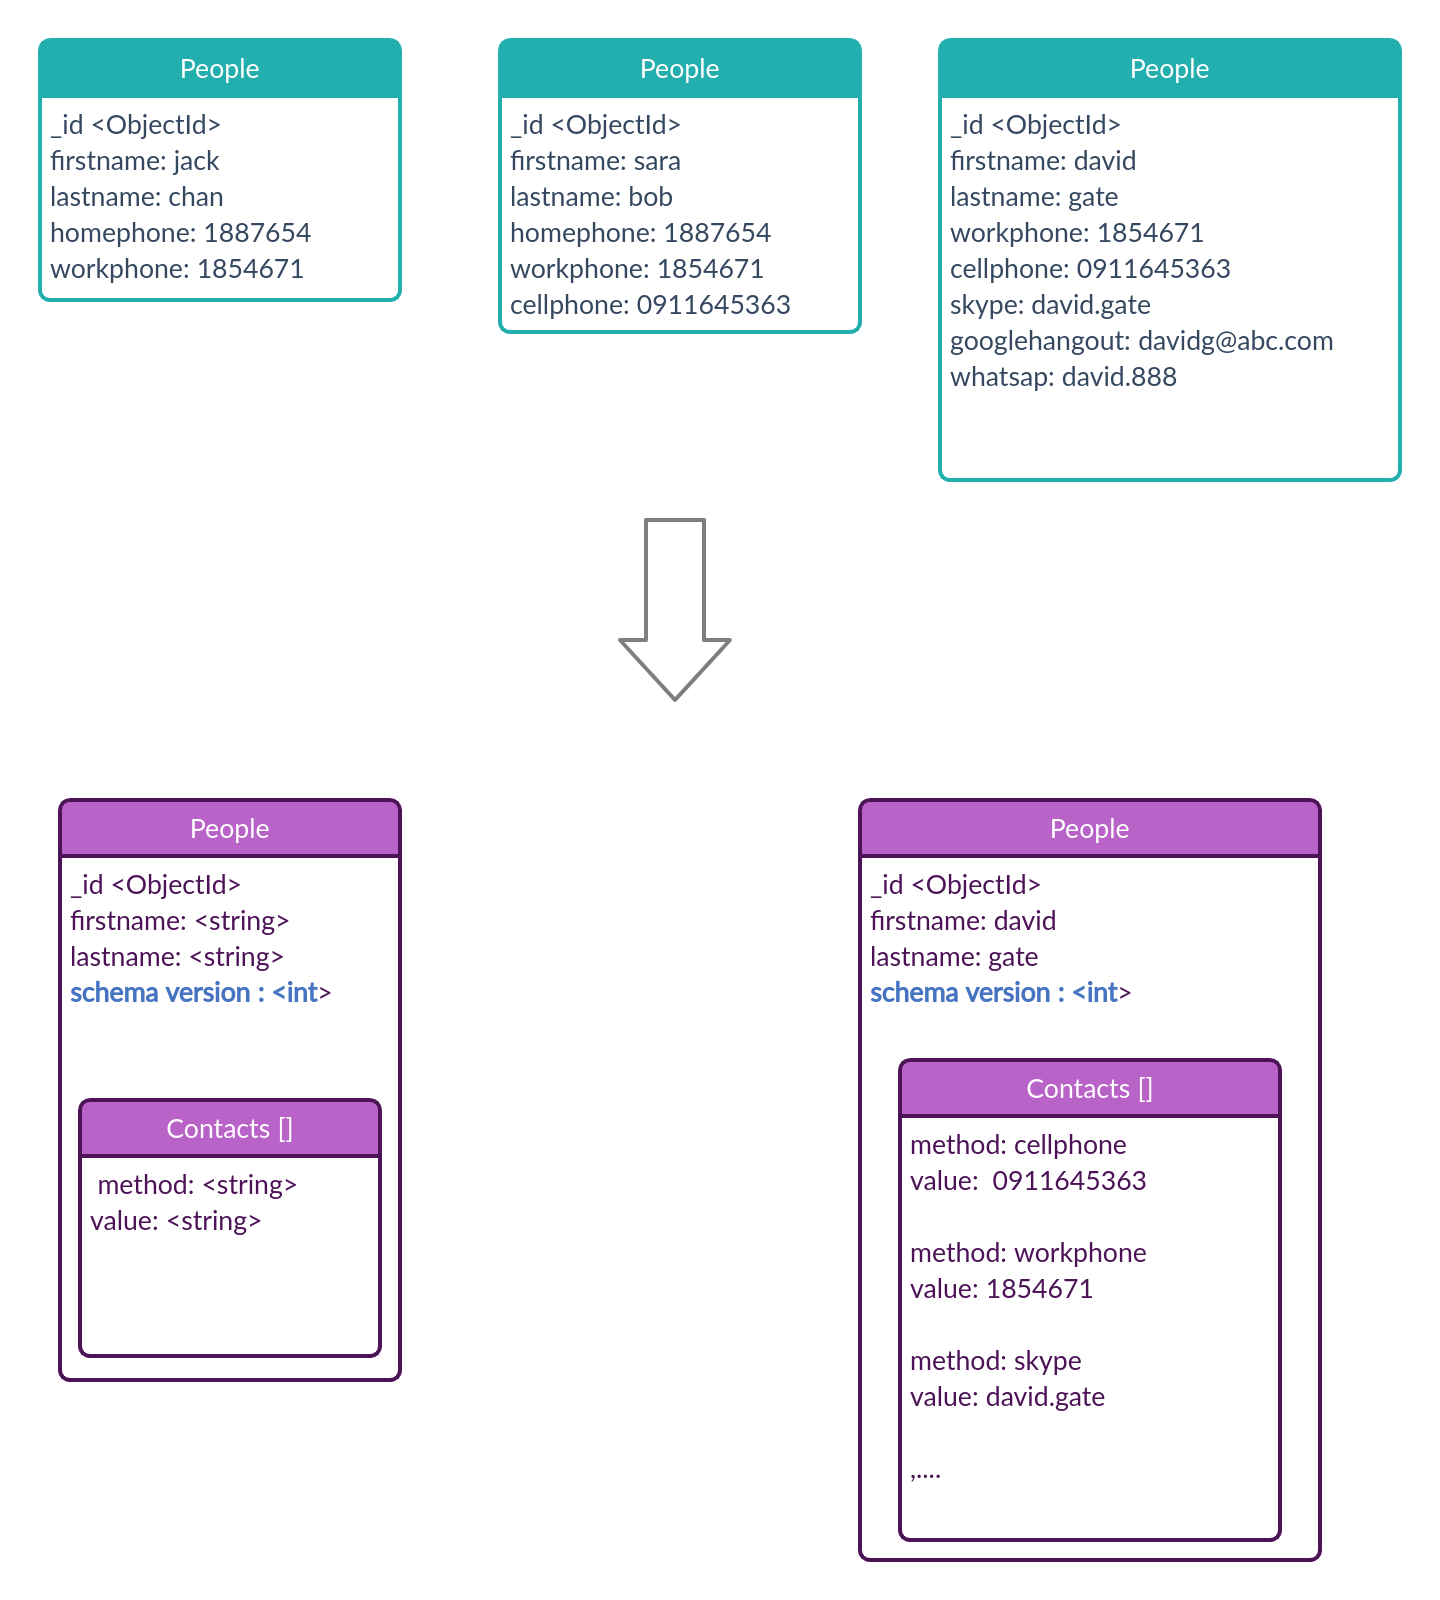 People
_id <ObjectId>
firstname: jack
lastname: chan
homephone: 1887654
workphone: 1854671
People
_id <ObjectId>
firstname: sara
lastname: bob
homephone: 1887654
workphone: 1854671
cellphone: 0911645363
People
_id <ObjectId>
firstname: david
lastname: gate
workphone: 1854671
cellphone: 0911645363
skype: david.gate
googlehangout: davidg@abc.com
whatsap: david.888
People
_id <ObjectId>
firstname: <string>
lastname: <string>
schema version : <int>
Contacts []
method: <string>
value: <string>
People
_id <ObjectId>
firstname: david
lastname: gate
schema version : <int>
Contacts []
method: cellphone
value:  0911645363
method: workphone
value: 1854671
method: skype
value: david.gate
,....